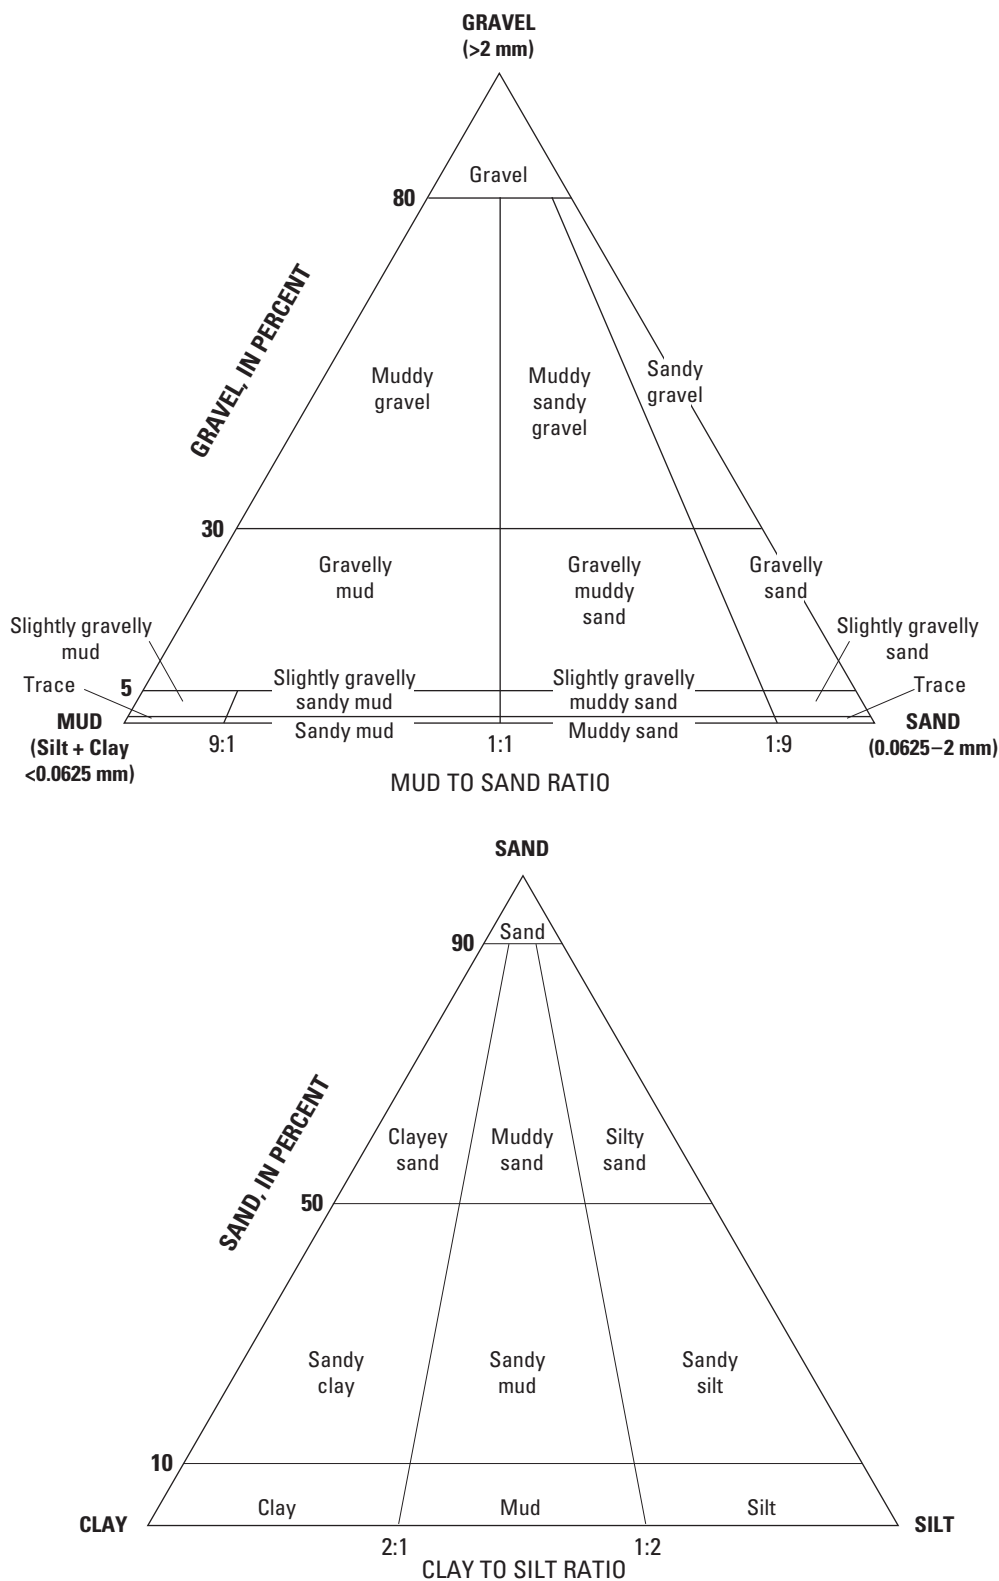 GRAVEL
(>2 mm)
Gravel
80
GRAVEL, IN PERCENT
Muddy
gravel
Muddy
sandy
gravel
Sandy
gravel
30
Gravelly
mud
Gravelly
muddy
sand
Gravelly
sand
Slightly gravelly
mud
Slightly gravelly
sand
Trace
5
Slightly gravelly
sandy mud
Slightly gravelly
muddy sand
Trace
MUD
(Silt + Clay
<0.0625 mm)
Sandy mud
Muddy sand
SAND
(0.0625–2 mm)
9:1
1:1
1:9
MUD TO SAND RATIO
SAND
90
Sand
SAND, IN PERCENT
Clayey
sand
Muddy
sand
Silty
sand
50
Sandy
clay
Sandy
mud
Sandy
silt
10
CLAY
Clay
Mud
Silt
SILT
2:1
1:2
CLAY TO SILT RATIO